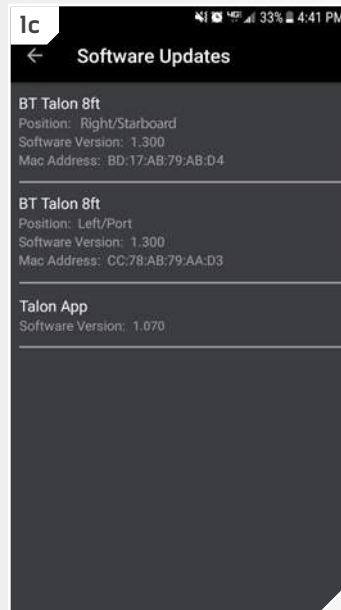 1c
33% 4:41 PM
Software Updates
BT Talon 8ft
Position: Right/Starboard
Software Version: 1.300
Mac Address: BD:17:AB:79:AB:D4
BT Talon 8ft
Position: Left/Port
Software Version: 1.300
Mac Address: CC:78:AB:79:AA:D3
Talon App
Software Version: 1.070